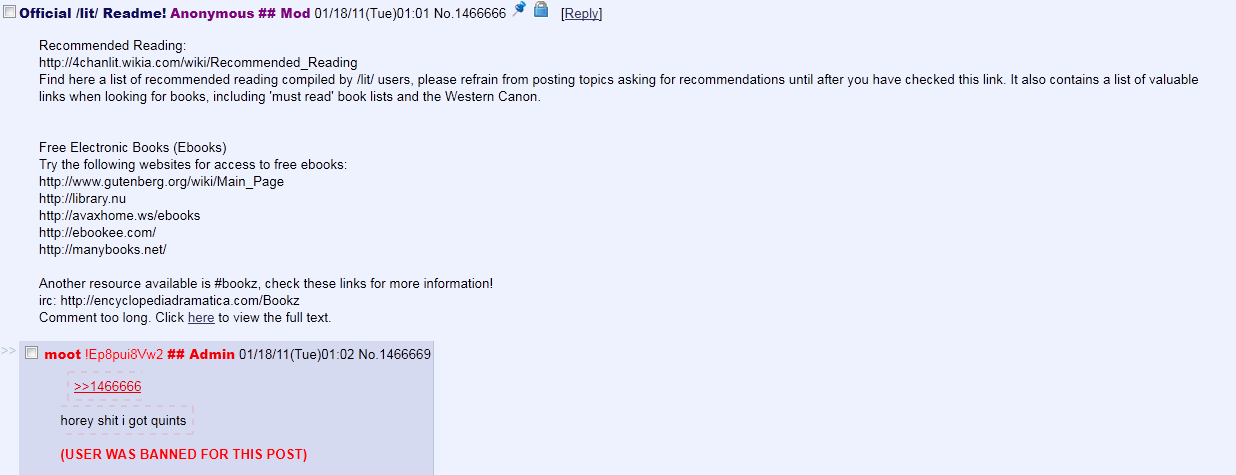 Official /lit/ Readme! Anonymous ## Mod 01/18/11(Tue)01:01 No.1466666 [Reply]
Recommended Reading:
http://4chanlit.wikia.com/wiki/Recommended_Reading
Find here a list of recommended reading compiled by /lit/ users, please refrain from posting topics asking for recommendations until after you have checked this link. It also contains a list of valuable
links when looking for books, including 'must read' book lists and the Western Canon.
Free Electronic Books (Ebooks)
Try the following websites for access to free ebooks:
http://www.gutenberg.org/wiki/Main_Page
http://library.nu
http://avaxhome.ws/ebooks
http://ebookee.com/
http://manybooks.net/
Another resource available is #bookz, check these links for more information!
irc: http://encyclopediadramatica.com/Bookz
Comment too long. Click here to view the full text.
>> moot !Ep8pui8Vw2 ## Admin 01/18/11(Tue)01:02 No.1466669
>>1466666
horey shit i got quints
(USER WAS BANNED FOR THIS POST)